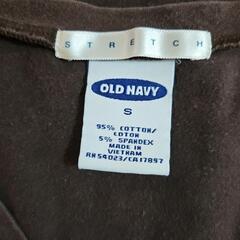 STRETCH
OLD NAVY
S
95% COTTON/
COTON
5% SPANDEX
MADE IN
VIETNAM
RN54023/CA17897